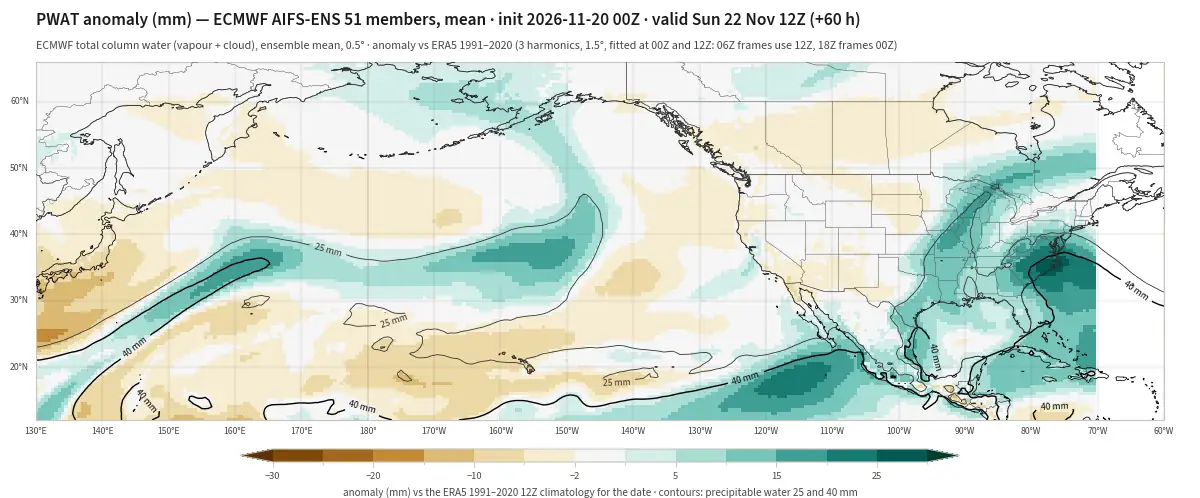 PWAT anomaly (mm) — ECMWF AIFS-ENS 51 members, mean · init 2026-11-20 00Z · valid Sun 22 Nov 12Z (+60 h)
ECMWF total column water (vapour + cloud), ensemble mean, 0.5° · anomaly vs ERA5 1991–2020 (3 harmonics, 1.5°, fitted at 00Z and 12Z: 06Z frames use 12Z, 18Z frames 00Z)
60°N
50°N
40°N
30°N
20°N
25 mm
25 mm
25 mm
40 mm
40 mm
40 mm
40 mm
40 mm
40 mm
40 mm
130°E 140°E 150°E 160°E 170°E 180° 170°W 160°W 150°W 140°W 130°W 120°W 110°W 100°W 90°W 80°W 70°W 60°W
−30 −20 −10 −2 5 15 25
anomaly (mm) vs the ERA5 1991–2020 12Z climatology for the date · contours: precipitable water 25 and 40 mm